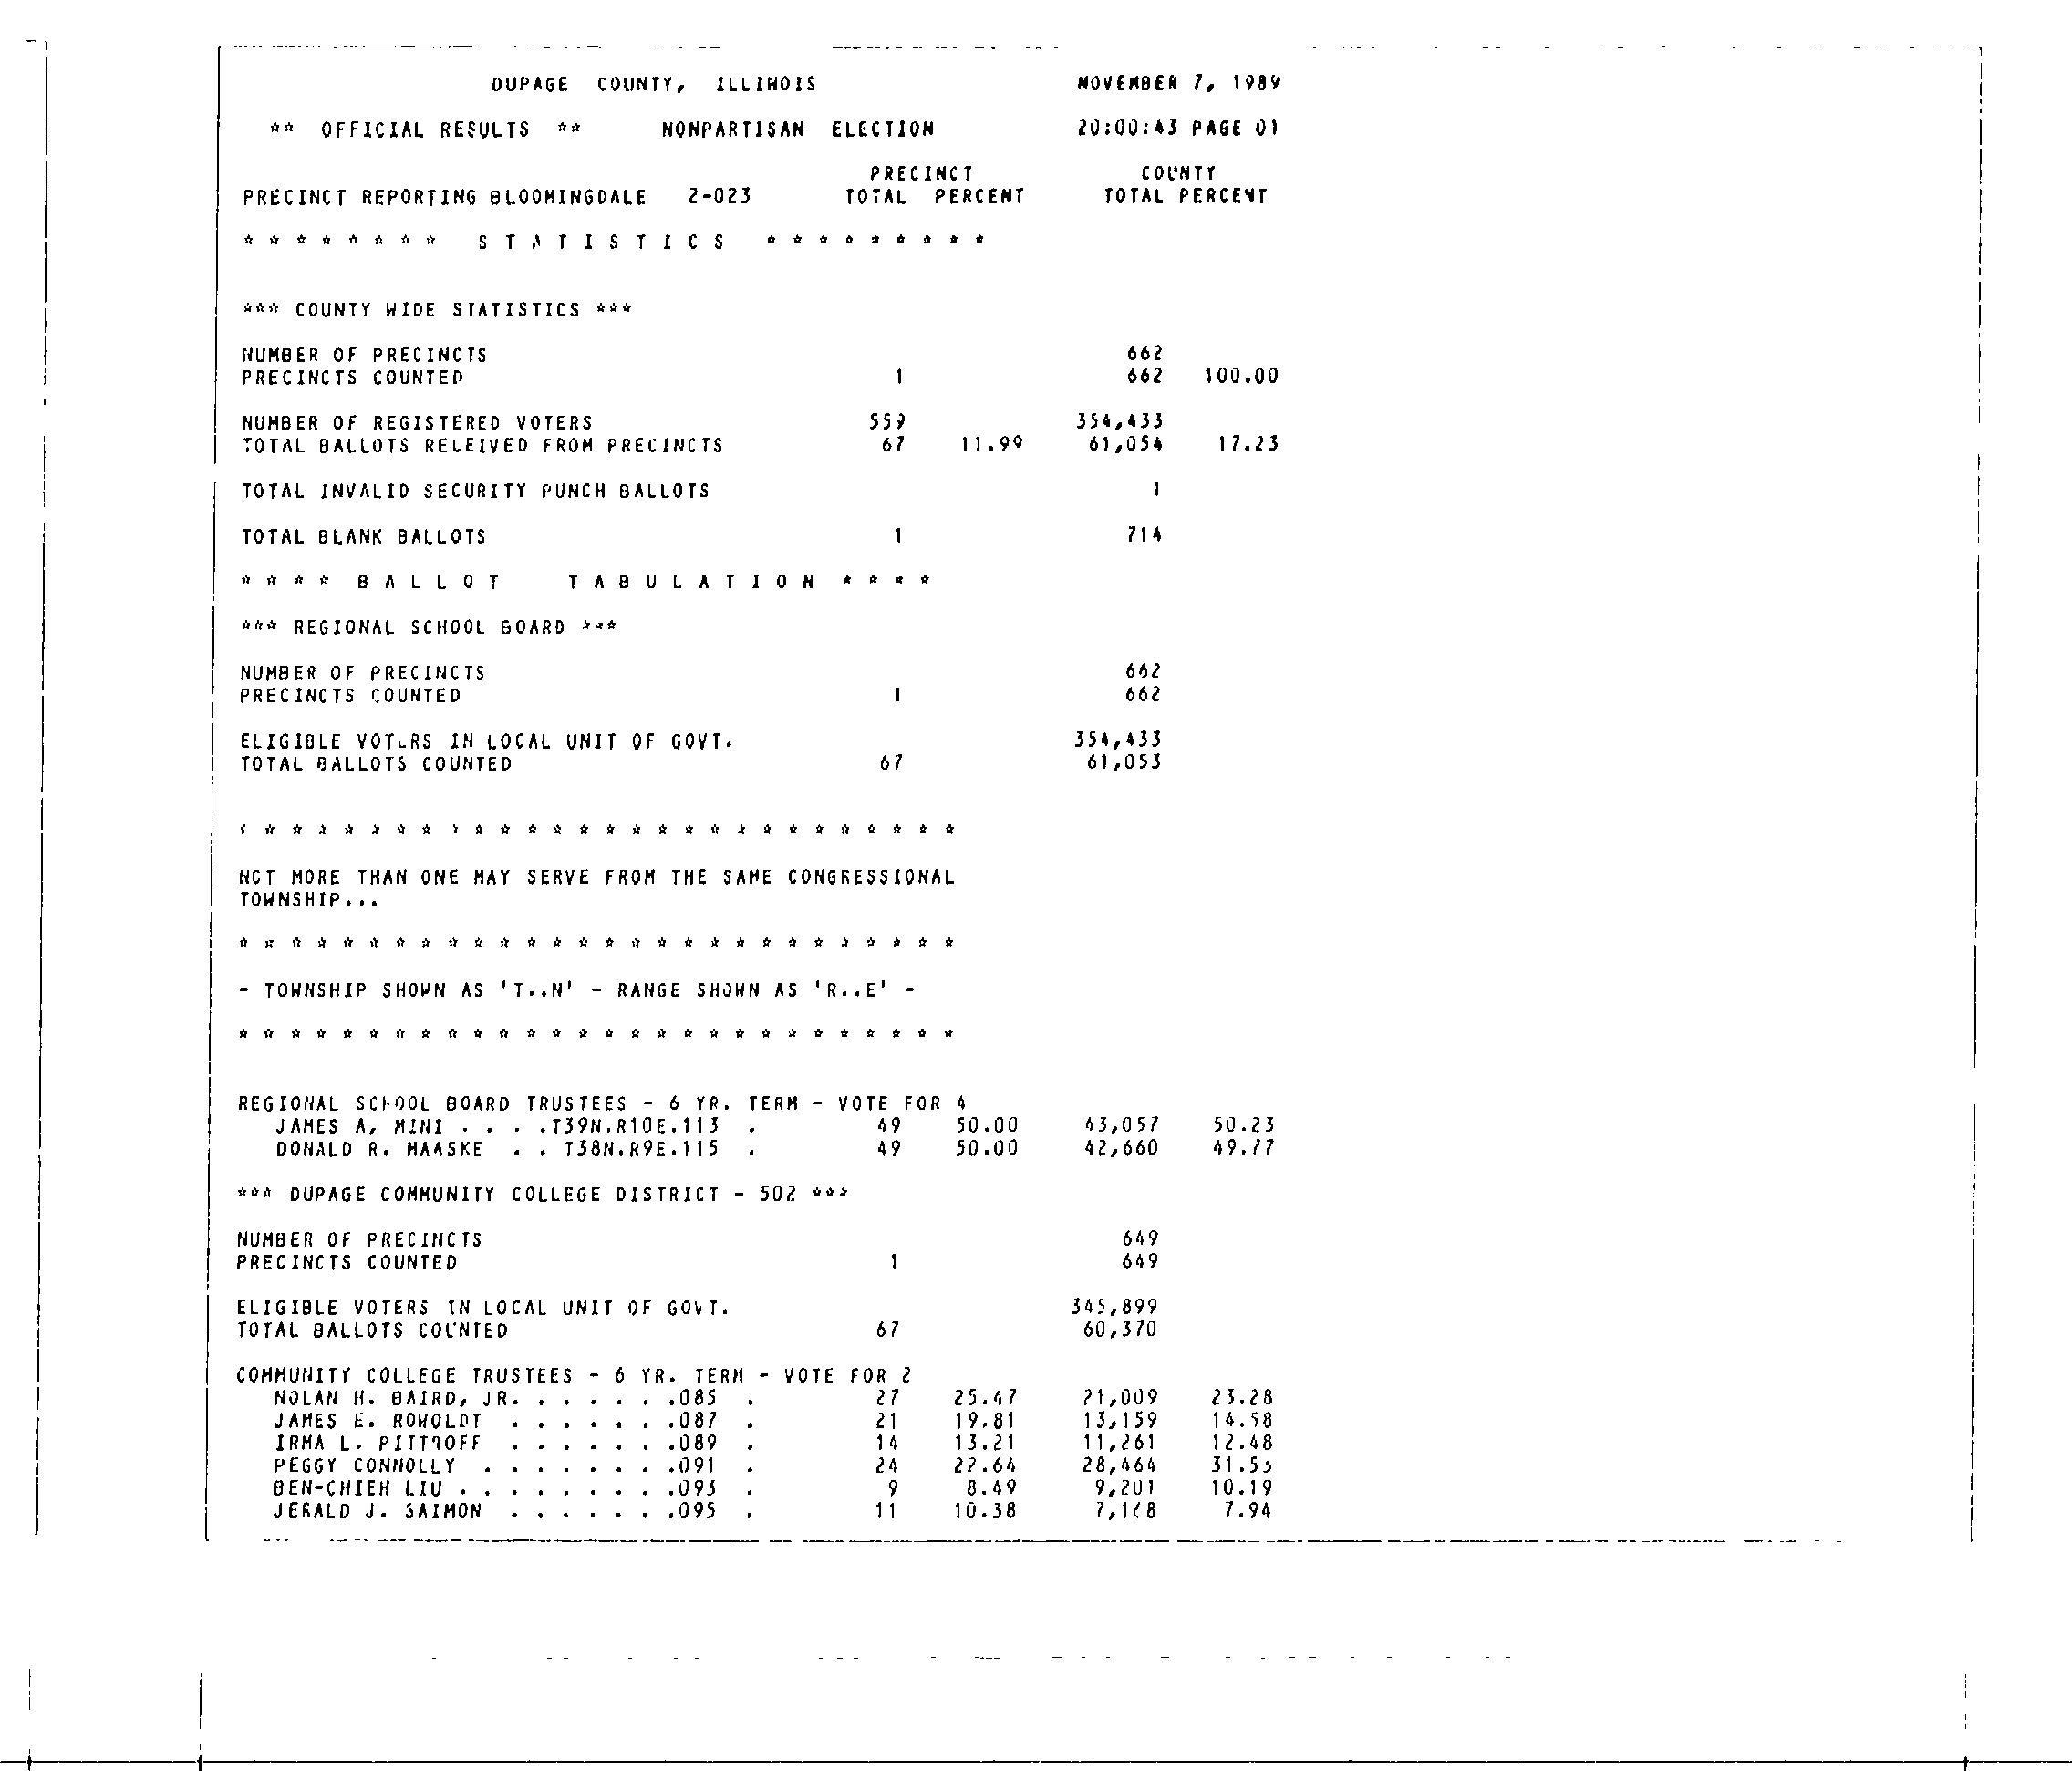 DUPAGE COUNTY, ILLINOIS NOVEMBER 7, 1989
** OFFICIAL RESULTS ** NONPARTISAN ELECTION 20:00:43 PAGE 01
PRECINCT COUNTY
PRECINCT REPORTING BLOOMINGDALE 2-023 TOTAL PERCENT TOTAL PERCENT
* * * * * * * * S T A T I S T I C S * * * * * * * * *
*** COUNTY WIDE STATISTICS ***
NUMBER OF PRECINCTS 662
PRECINCTS COUNTED 1 662 100.00
NUMBER OF REGISTERED VOTERS 559 354,433
TOTAL BALLOTS RECEIVED FROM PRECINCTS 67 11.99 61,054 17.23
TOTAL INVALID SECURITY PUNCH BALLOTS 1
TOTAL BLANK BALLOTS 1 714
* * * * B A L L O T T A B U L A T I O N * * * *
*** REGIONAL SCHOOL BOARD ***
NUMBER OF PRECINCTS 662
PRECINCTS COUNTED 1 662
ELIGIBLE VOTERS IN LOCAL UNIT OF GOVT. 354,433
TOTAL BALLOTS COUNTED 67 61,053
* * * * * * * * * * * * * * * * * * * * * * * * * * * *
NOT MORE THAN ONE MAY SERVE FROM THE SAME CONGRESSIONAL
TOWNSHIP...
* * * * * * * * * * * * * * * * * * * * * * * * * * * *
- TOWNSHIP SHOWN AS 'T..N' - RANGE SHOWN AS 'R..E' -
* * * * * * * * * * * * * * * * * * * * * * * * * * * *
REGIONAL SCHOOL BOARD TRUSTEES - 6 YR. TERM - VOTE FOR 4
JAMES A. MINI . . . .T39N.R10E.113 . 49 50.00 43,057 50.23
DONALD R. MAASKE . . T38N.R9E.115 . 49 50.00 42,660 49.77
*** DUPAGE COMMUNITY COLLEGE DISTRICT - 502 ***
NUMBER OF PRECINCTS 649
PRECINCTS COUNTED 1 649
ELIGIBLE VOTERS IN LOCAL UNIT OF GOVT. 345,899
TOTAL BALLOTS COUNTED 67 60,370
COMMUNITY COLLEGE TRUSTEES - 6 YR. TERM - VOTE FOR 2
NOLAN H. BAIRD, JR. . . . . . .085 . 27 25.47 21,009 23.28
JAMES E. ROWOLDT . . . . . . .087 . 21 19.81 13,159 14.58
IRMA L. PITTROFF . . . . . . .089 . 14 13.21 11,261 12.48
PEGGY CONNOLLY . . . . . . . .091 . 24 22.64 28,464 31.53
BEN-CHIEH LIU . . . . . . . . .093 . 9 8.49 9,201 10.19
JERALD J. SAIMON . . . . . . .095 . 11 10.38 7.94